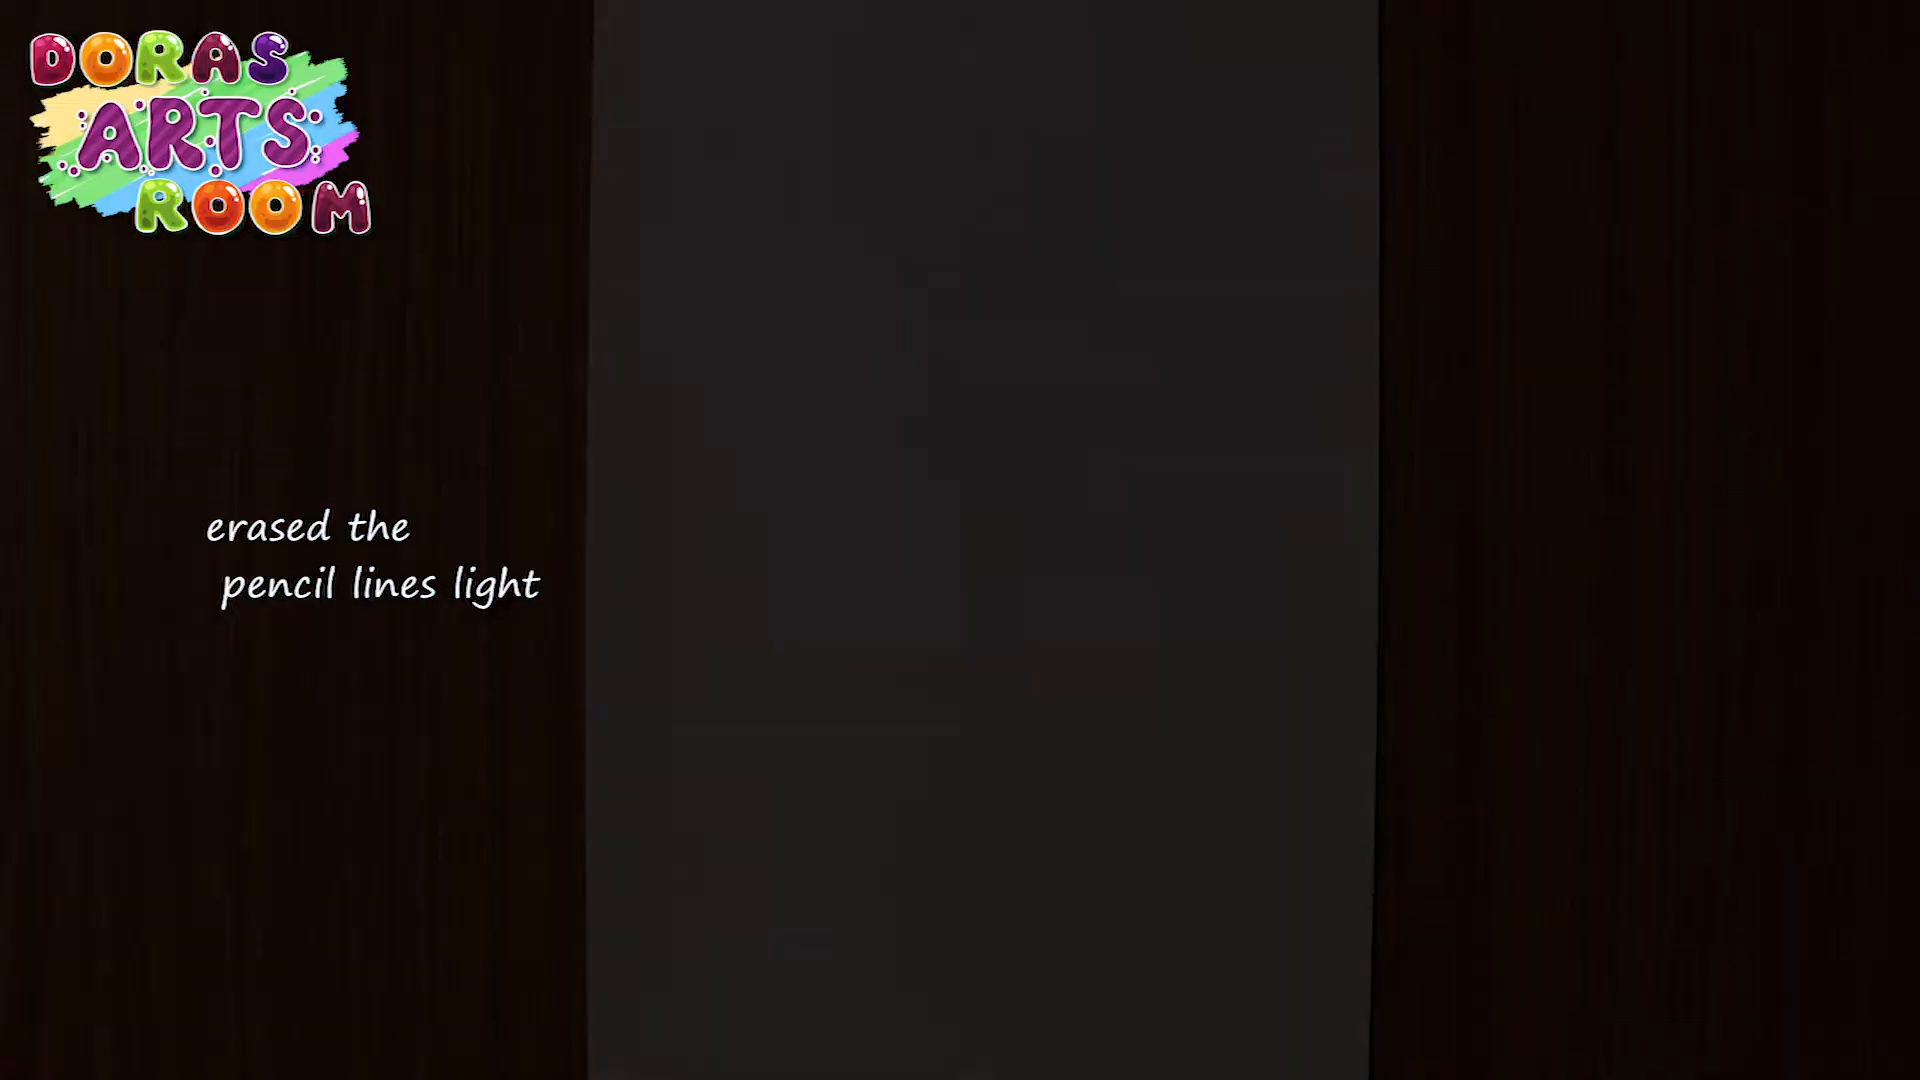 DORAS
ARTS
ROOM
erased the
pencil lines light